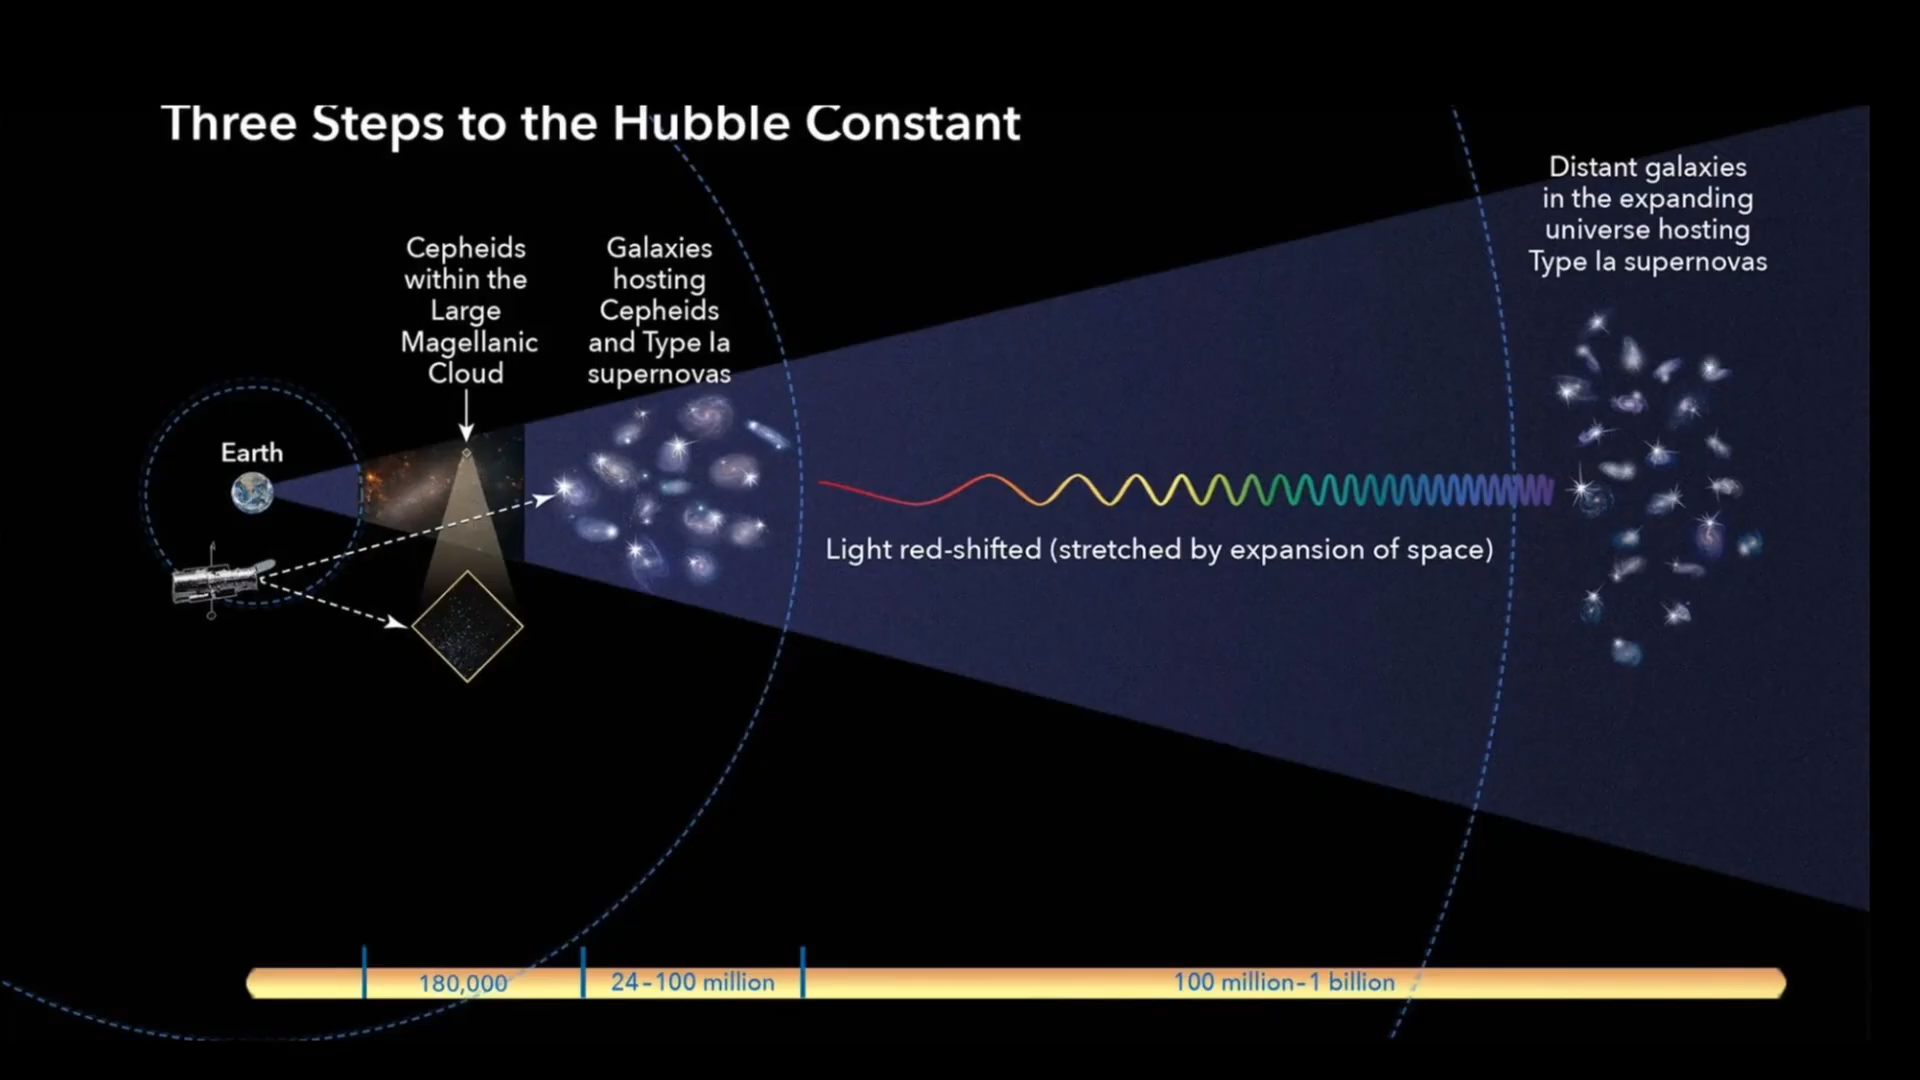 Three Steps to the Hubble Constant
Cepheids
within the
Large
Magellanic
Cloud
Galaxies
hosting
Cepheids
and Type Ia
supernovas
Distant galaxies
in the expanding
universe hosting
Type Ia supernovas
Earth
Light red-shifted (stretched by expansion of space)
180,000
24–100 million
100 million–1 billion